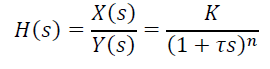 H(s) = X(s)/Y(s) = K/(1 + τs)ⁿ